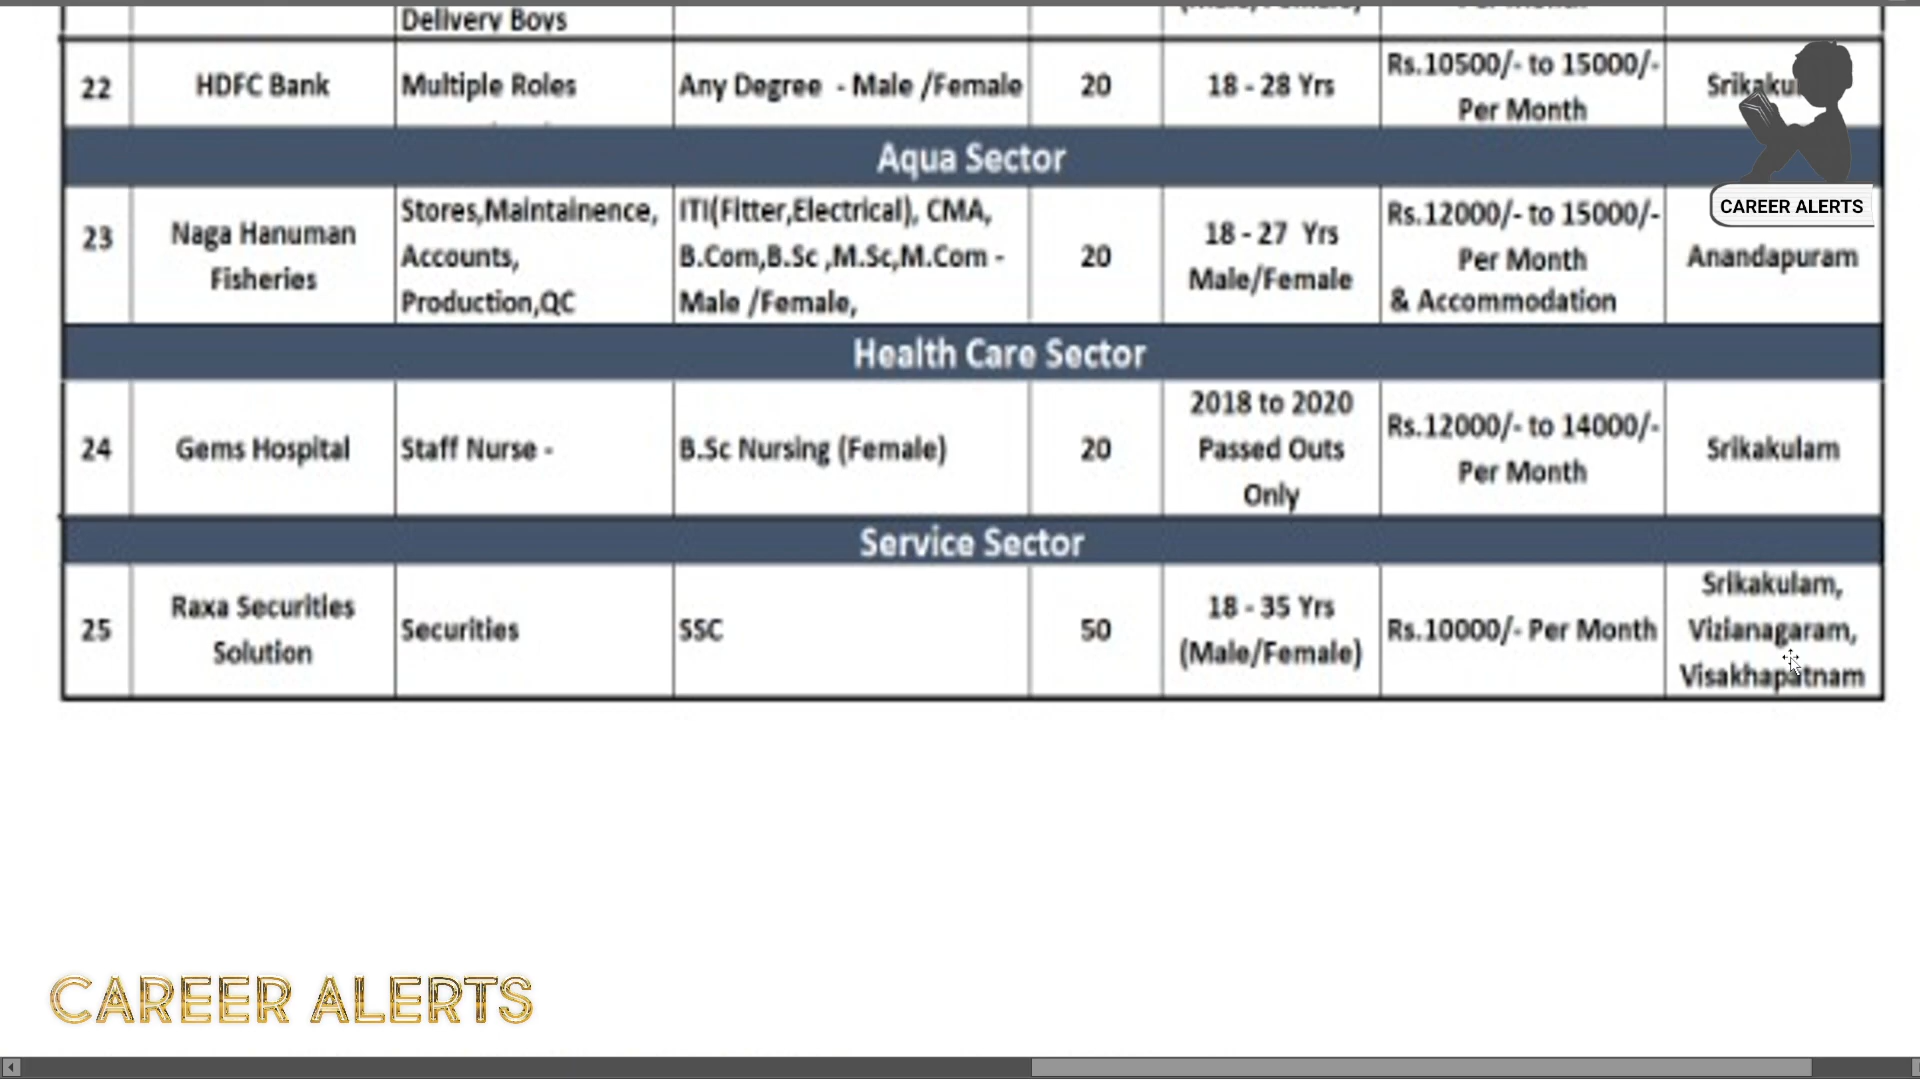 Delivery Boys
22 HDFC Bank Multiple Roles Any Degree - Male /Female 20 18 - 28 Yrs Rs.10500/- to 15000/- Per Month
Aqua Sector
23 Naga Hanuman Fisheries Stores,Maintainence, Accounts, Production,QC ITI(Fitter,Electrical), CMA, B.Com,B.Sc ,M.Sc,M.Com - Male /Female, 20 18 - 27 Yrs Male/Female Rs.12000/- to 15000/- Per Month & Accommodation Anandapuram
CAREER ALERTS
Health Care Sector
24 Gems Hospital Staff Nurse - B.Sc Nursing (Female) 20 2018 to 2020 Passed Outs Only Rs.12000/- to 14000/- Per Month Srikakulam
Service Sector
25 Raxa Securities Solution Securities SSC 50 18 - 35 Yrs (Male/Female) Rs.10000/- Per Month Srikakulam, Vizianagaram, Visakhapatnam
CAREER ALERTS